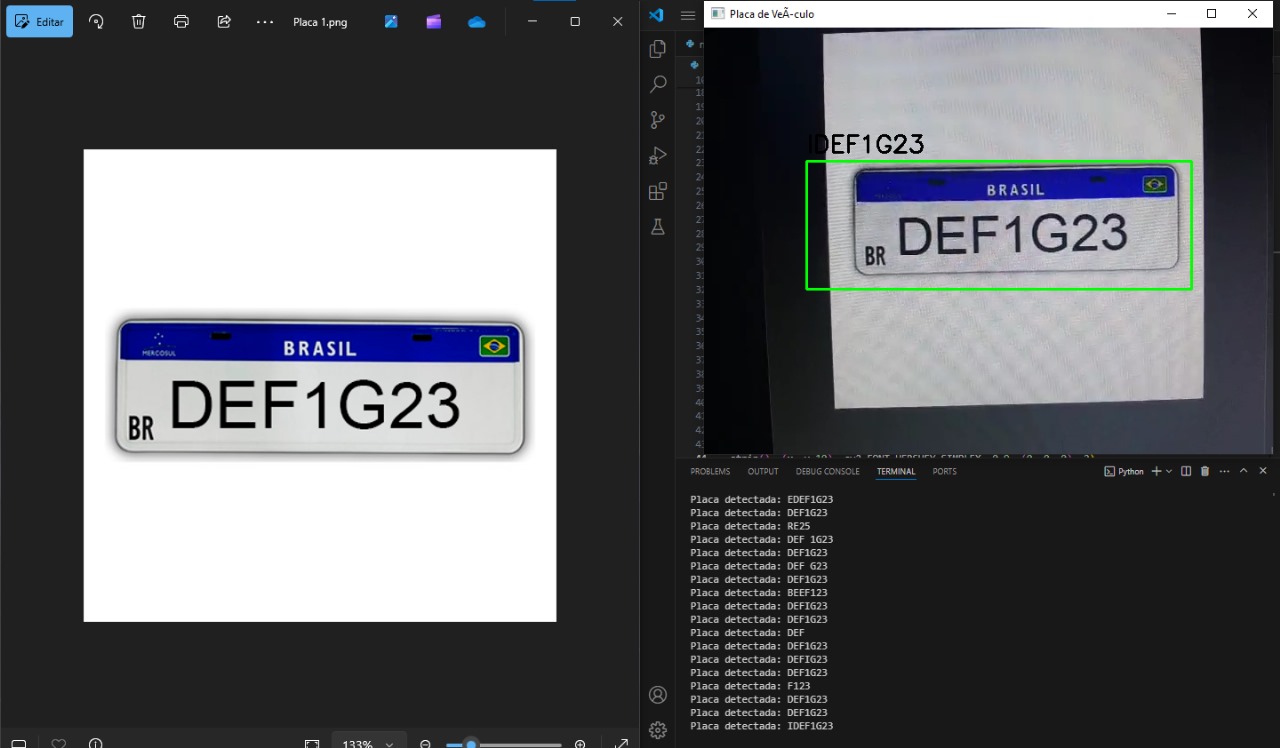 Editar
Placa 1.png
MERCOSUL
BRASIL
DEF1G23
BR
133%
Placa de VeÃ-culo
IDEF1G23
BRASIL
DEF1G23
BR
PROBLEMS
OUTPUT
DEBUG CONSOLE
TERMINAL
PORTS
Python
Placa detectada: EDEF1G23
Placa detectada: DEF1G23
Placa detectada: RE25
Placa detectada: DEF 1G23
Placa detectada: DEF1G23
Placa detectada: DEF G23
Placa detectada: DEF1G23
Placa detectada: BEEF123
Placa detectada: DEFIG23
Placa detectada: DEF1G23
Placa detectada: DEF
Placa detectada: DEF1G23
Placa detectada: DEFIG23
Placa detectada: DEF1G23
Placa detectada: F123
Placa detectada: DEF1G23
Placa detectada: DEF1G23
Placa detectada: IDEF1G23